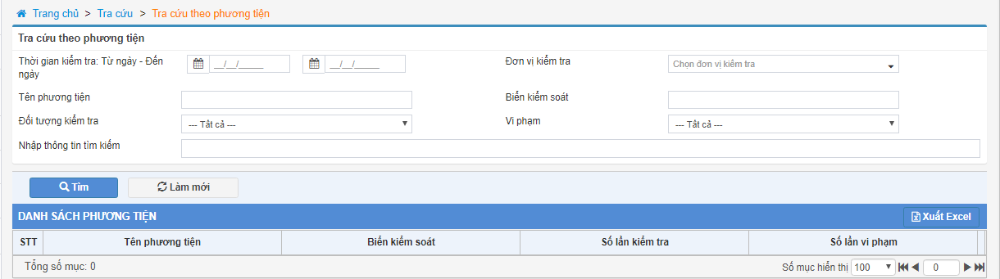 Trang chủ > Tra cứu > Tra cứu theo phương tiện
Tra cứu theo phương tiện
Thời gian kiểm tra: Từ ngày - Đến ngày
__/__/____ __/__/____
Đơn vị kiểm tra
Chọn đơn vị kiểm tra
Tên phương tiện
Biển kiểm soát
Đối tượng kiểm tra
--- Tất cả ---
Vi phạm
--- Tất cả ---
Nhập thông tin tìm kiếm
Tìm
Làm mới
DANH SÁCH PHƯƠNG TIỆN
Xuất Excel
STT Tên phương tiện Biển kiểm soát Số lần kiểm tra Số lần vi phạm
Tổng số mục: 0
Số mục hiển thị 100 0